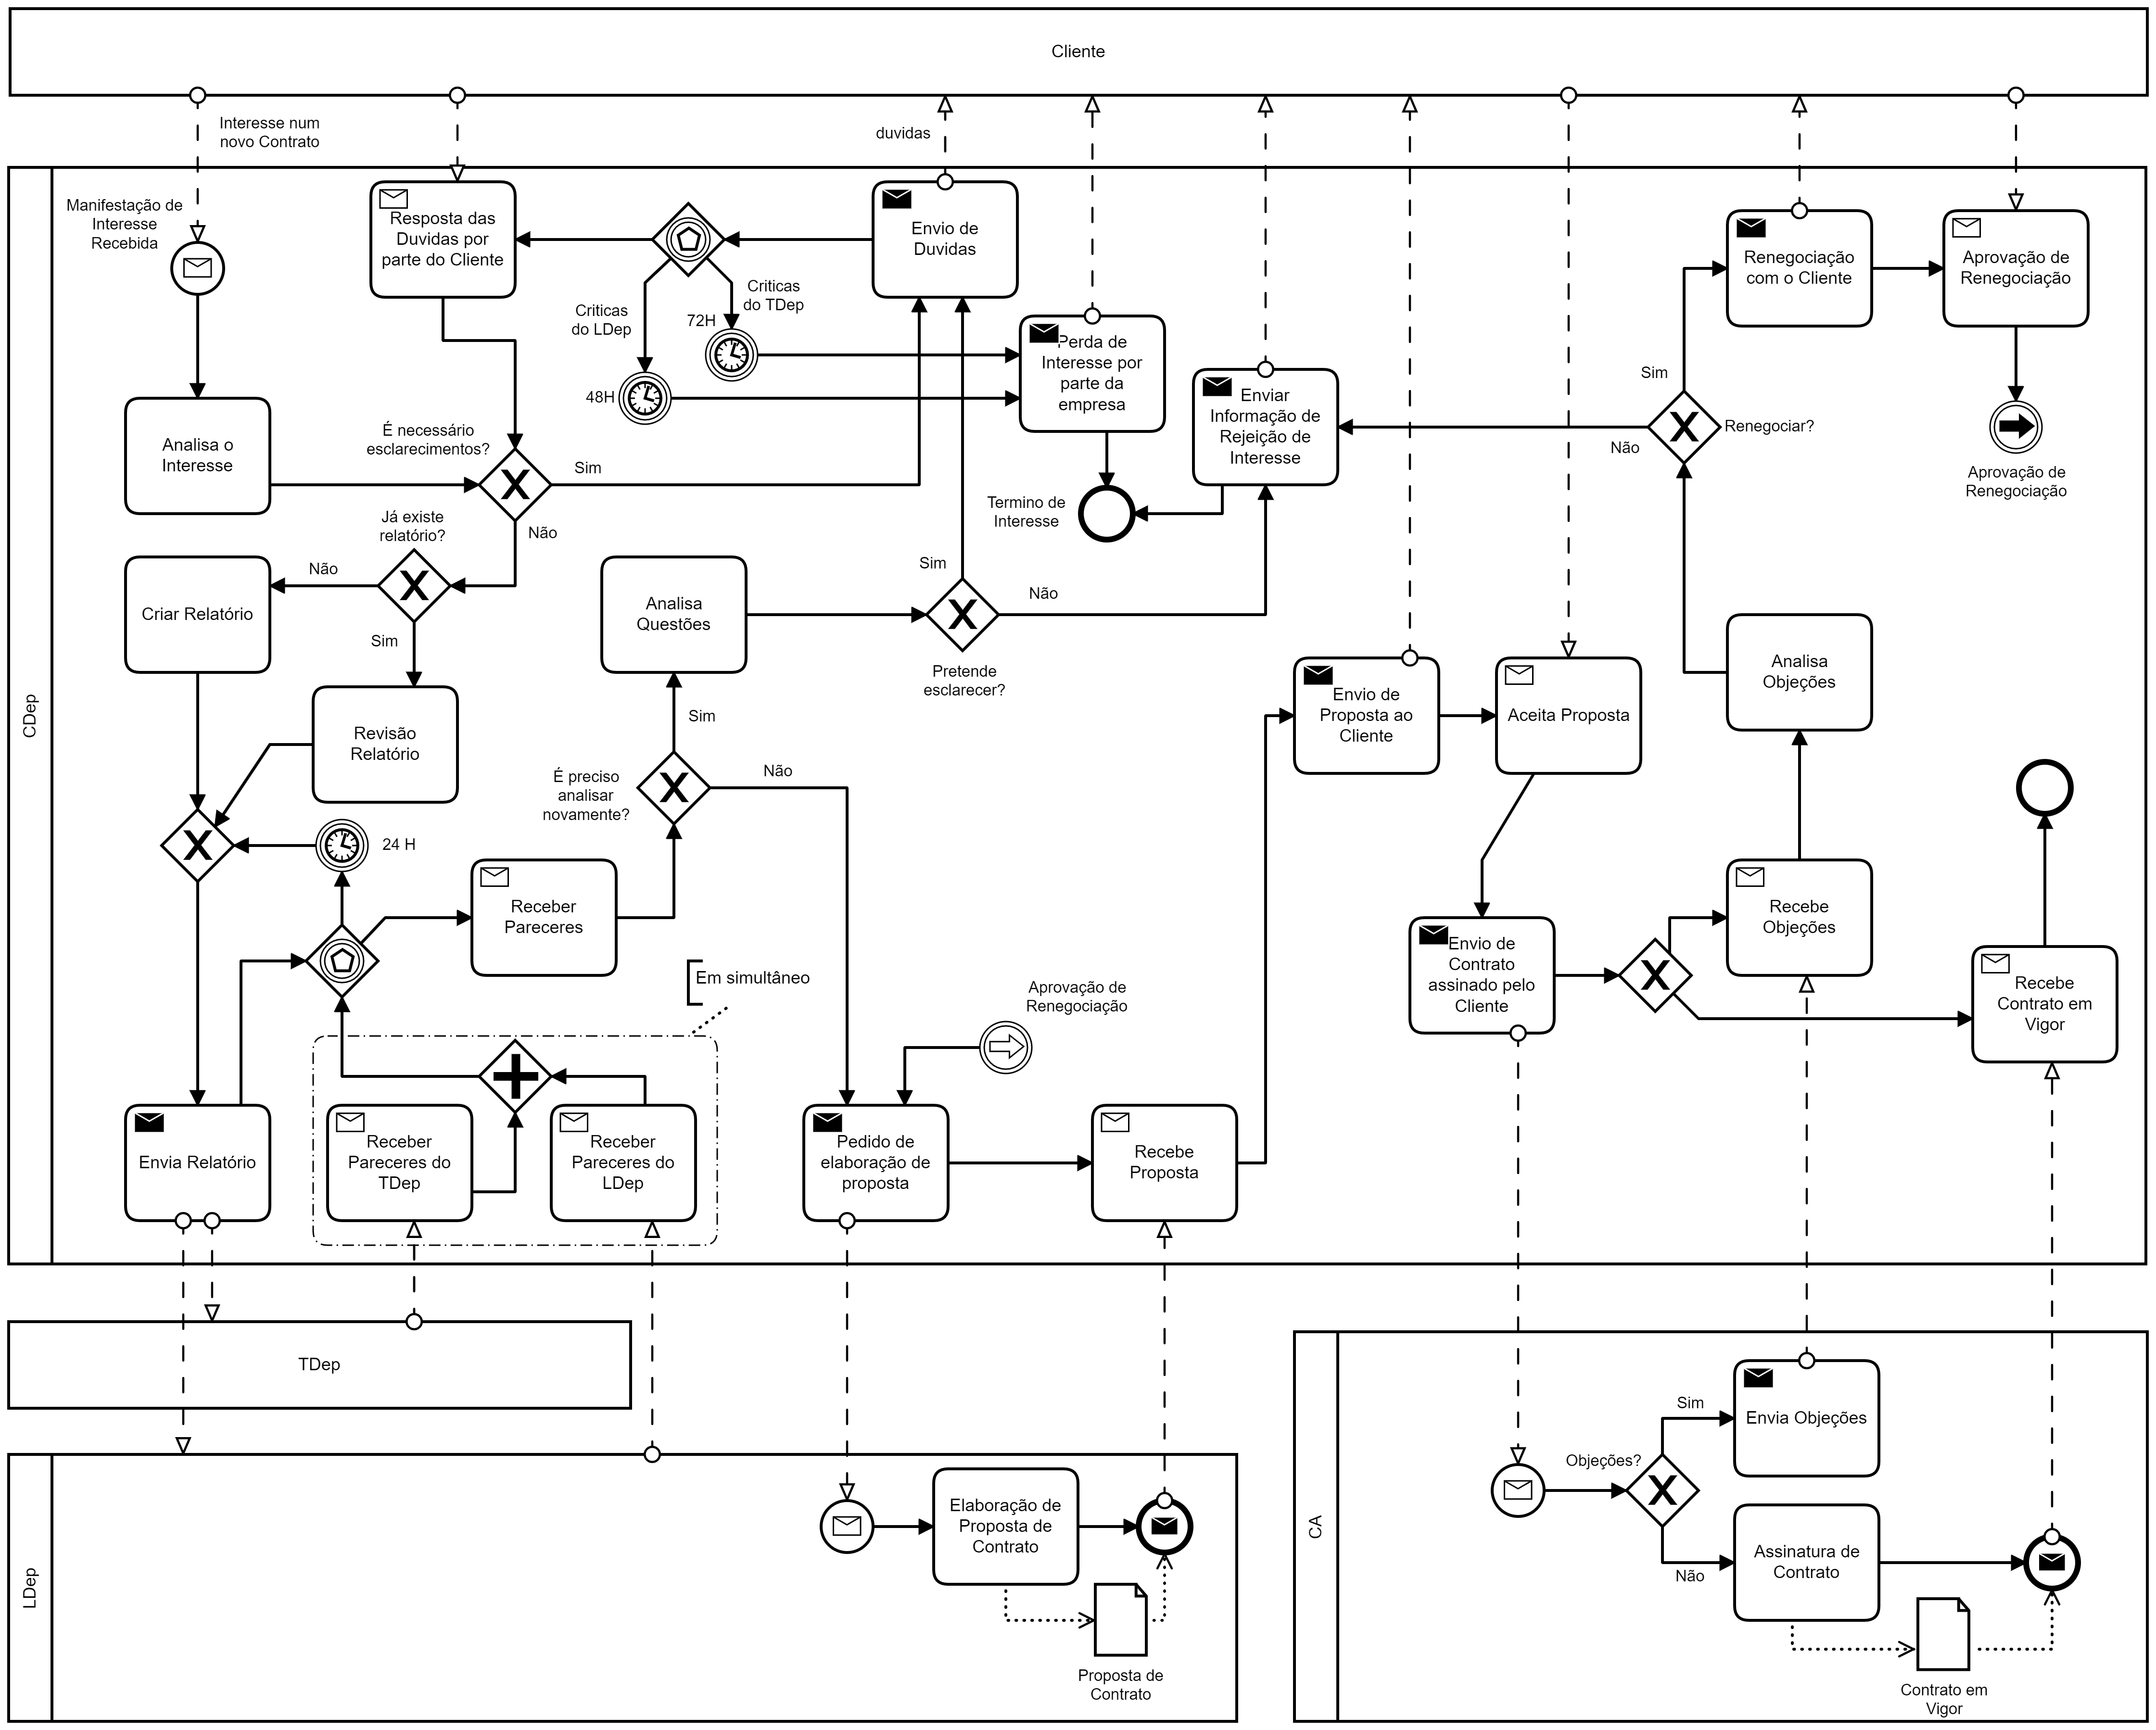 Cliente
Interesse num
novo Contrato
duvidas
CDep
Manifestação de
Interesse
Recebida
Resposta das
Duvidas por
parte do Cliente
Envio de
Duvidas
Criticas
do LDep
Criticas
do TDep
72H
48H
Perda de
Interesse por
parte da
empresa
Enviar
Informação de
Rejeição de
Interesse
Renegociação
com o Cliente
Aprovação de
Renegociação
Sim
Renegociar?
Não
Aprovação de
Renegociação
Analisa o
Interesse
É necessário
esclarecimentos?
Sim
Não
Termino de
Interesse
Já existe
relatório?
Não
Sim
Criar Relatório
Analisa
Questões
Sim
Não
Pretende
esclarecer?
Revisão
Relatório
Sim
É preciso
analisar
novamente?
Não
Envio de
Proposta ao
Cliente
Aceita Proposta
Analisa
Objeções
24 H
Receber
Pareceres
Em simultâneo
Aprovação de
Renegociação
Envio de
Contrato
assinado pelo
Cliente
Recebe
Objeções
Recebe
Contrato em
Vigor
Envia Relatório
Receber
Pareceres do
TDep
Receber
Pareceres do
LDep
Pedido de
elaboração de
proposta
Recebe
Proposta
TDep
LDep
Elaboração de
Proposta de
Contrato
Proposta de
Contrato
CA
Objeções?
Sim
Não
Envia Objeções
Assinatura de
Contrato
Contrato em
Vigor